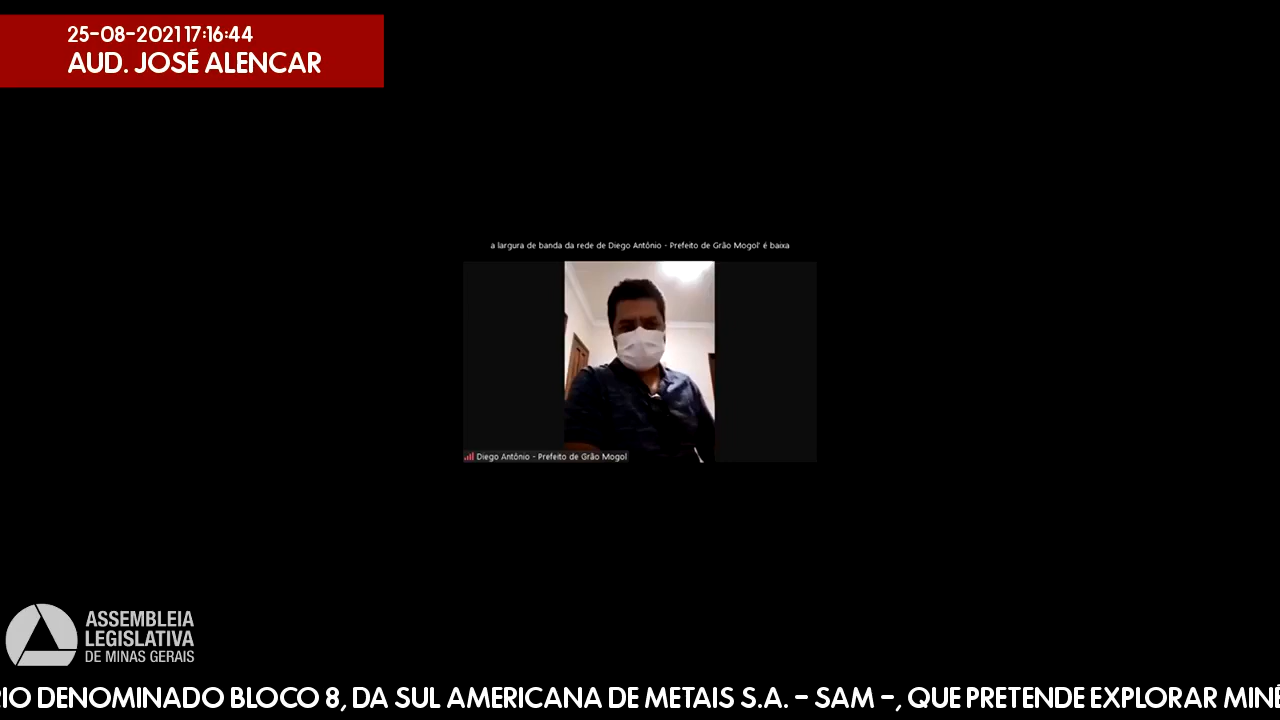 25-08-2021 17:16:44
AUD. JOSÉ ALENCAR
a largura de banda da rede de Diego Antônio - Prefeito de Grão Mogol' é baixa
Diego Antônio - Prefeito de Grão Mogol
ASSEMBLEIA
LEGISLATIVA
DE MINAS GERAIS
RIO DENOMINADO BLOCO 8, DA SUL AMERICANA DE METAIS S.A. - SAM -, QUE PRETENDE EXPLORAR MINÉ